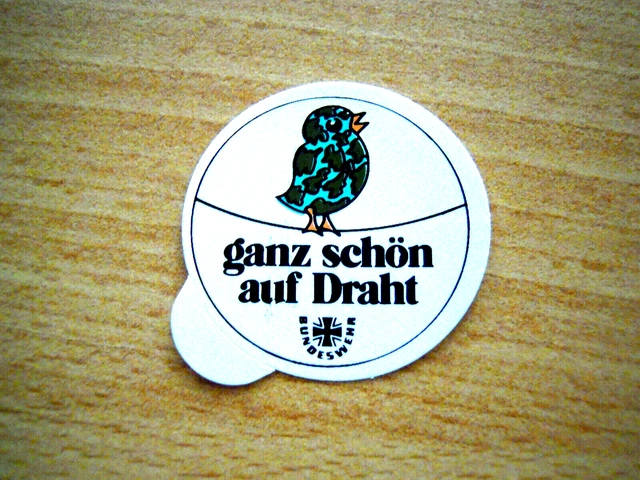 ganz schön
auf Draht
BUNDESWEHR